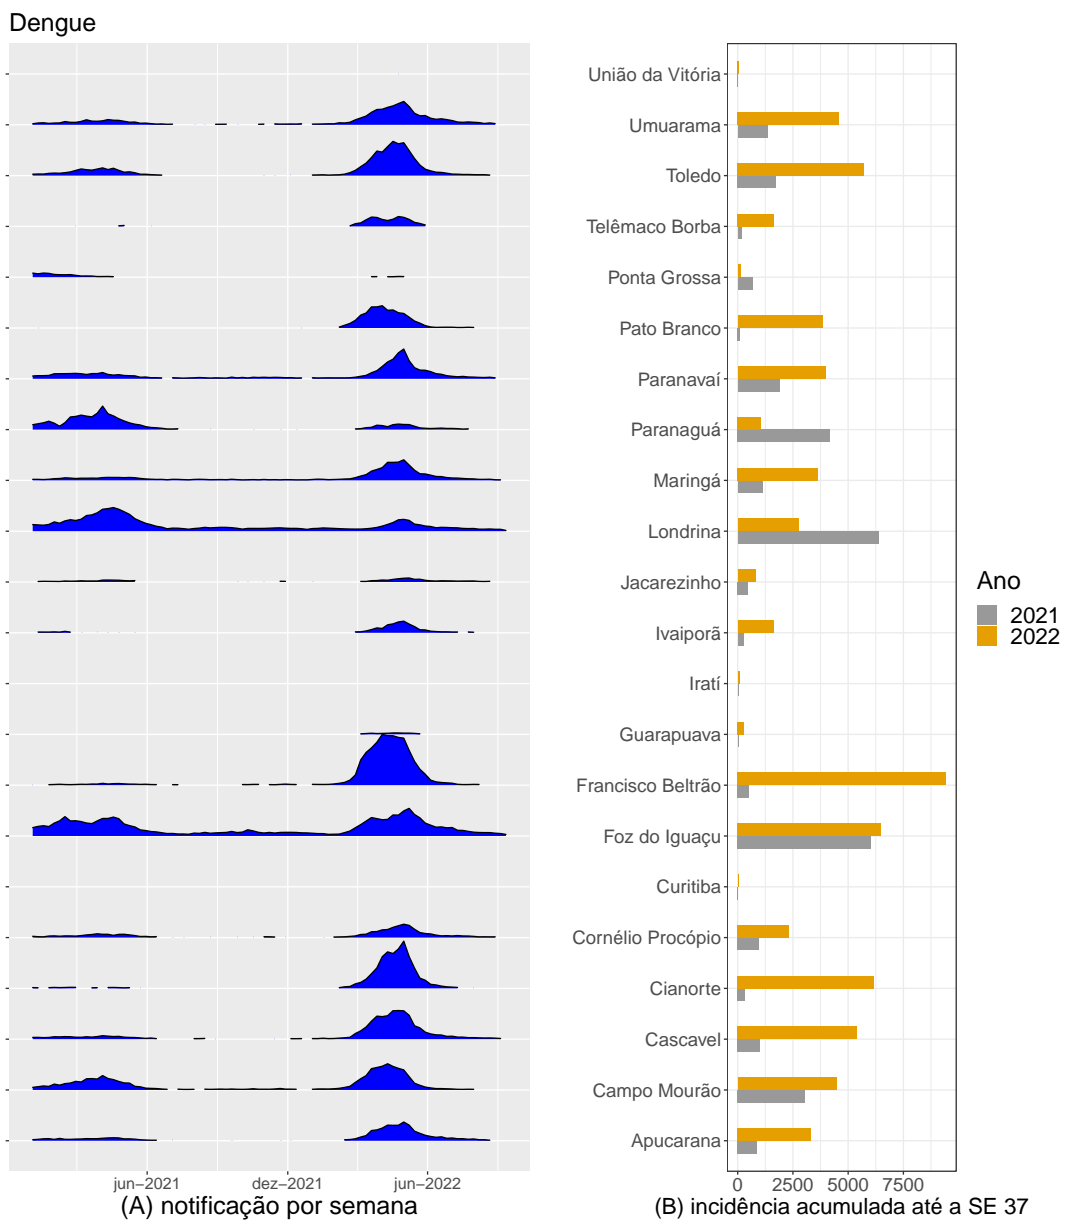 Dengue
União da Vitória
Umuarama
Toledo
Telêmaco Borba
Ponta Grossa
Pato Branco
Paranavaí
Paranaguá
Maringá
Londrina
Jacarezinho
Ivaiporã
Iratí
Guarapuava
Francisco Beltrão
Foz do Iguaçu
Curitiba
Cornélio Procópio
Cianorte
Cascavel
Campo Mourão
Apucarana
Ano
2021
2022
jun−2021 dez−2021 jun−2022
0 2500 5000 7500
(A) notificação por semana
(B) incidência acumulada até a SE 37